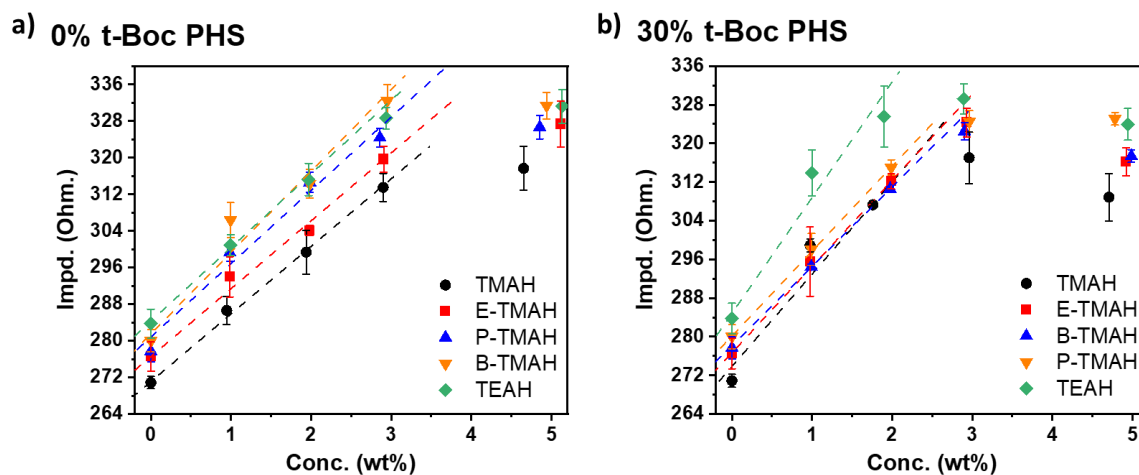 a) 0% t-Boc PHS
Impd. (Ohm.)
336
328
320
312
304
296
288
280
272
264
0 1 2 3 4 5
Conc. (wt%)
TMAH
E-TMAH
P-TMAH
B-TMAH
TEAH
b) 30% t-Boc PHS
Impd. (Ohm.)
336
328
320
312
304
296
288
280
272
264
0 1 2 3 4 5
Conc. (wt%)
TMAH
E-TMAH
B-TMAH
P-TMAH
TEAH